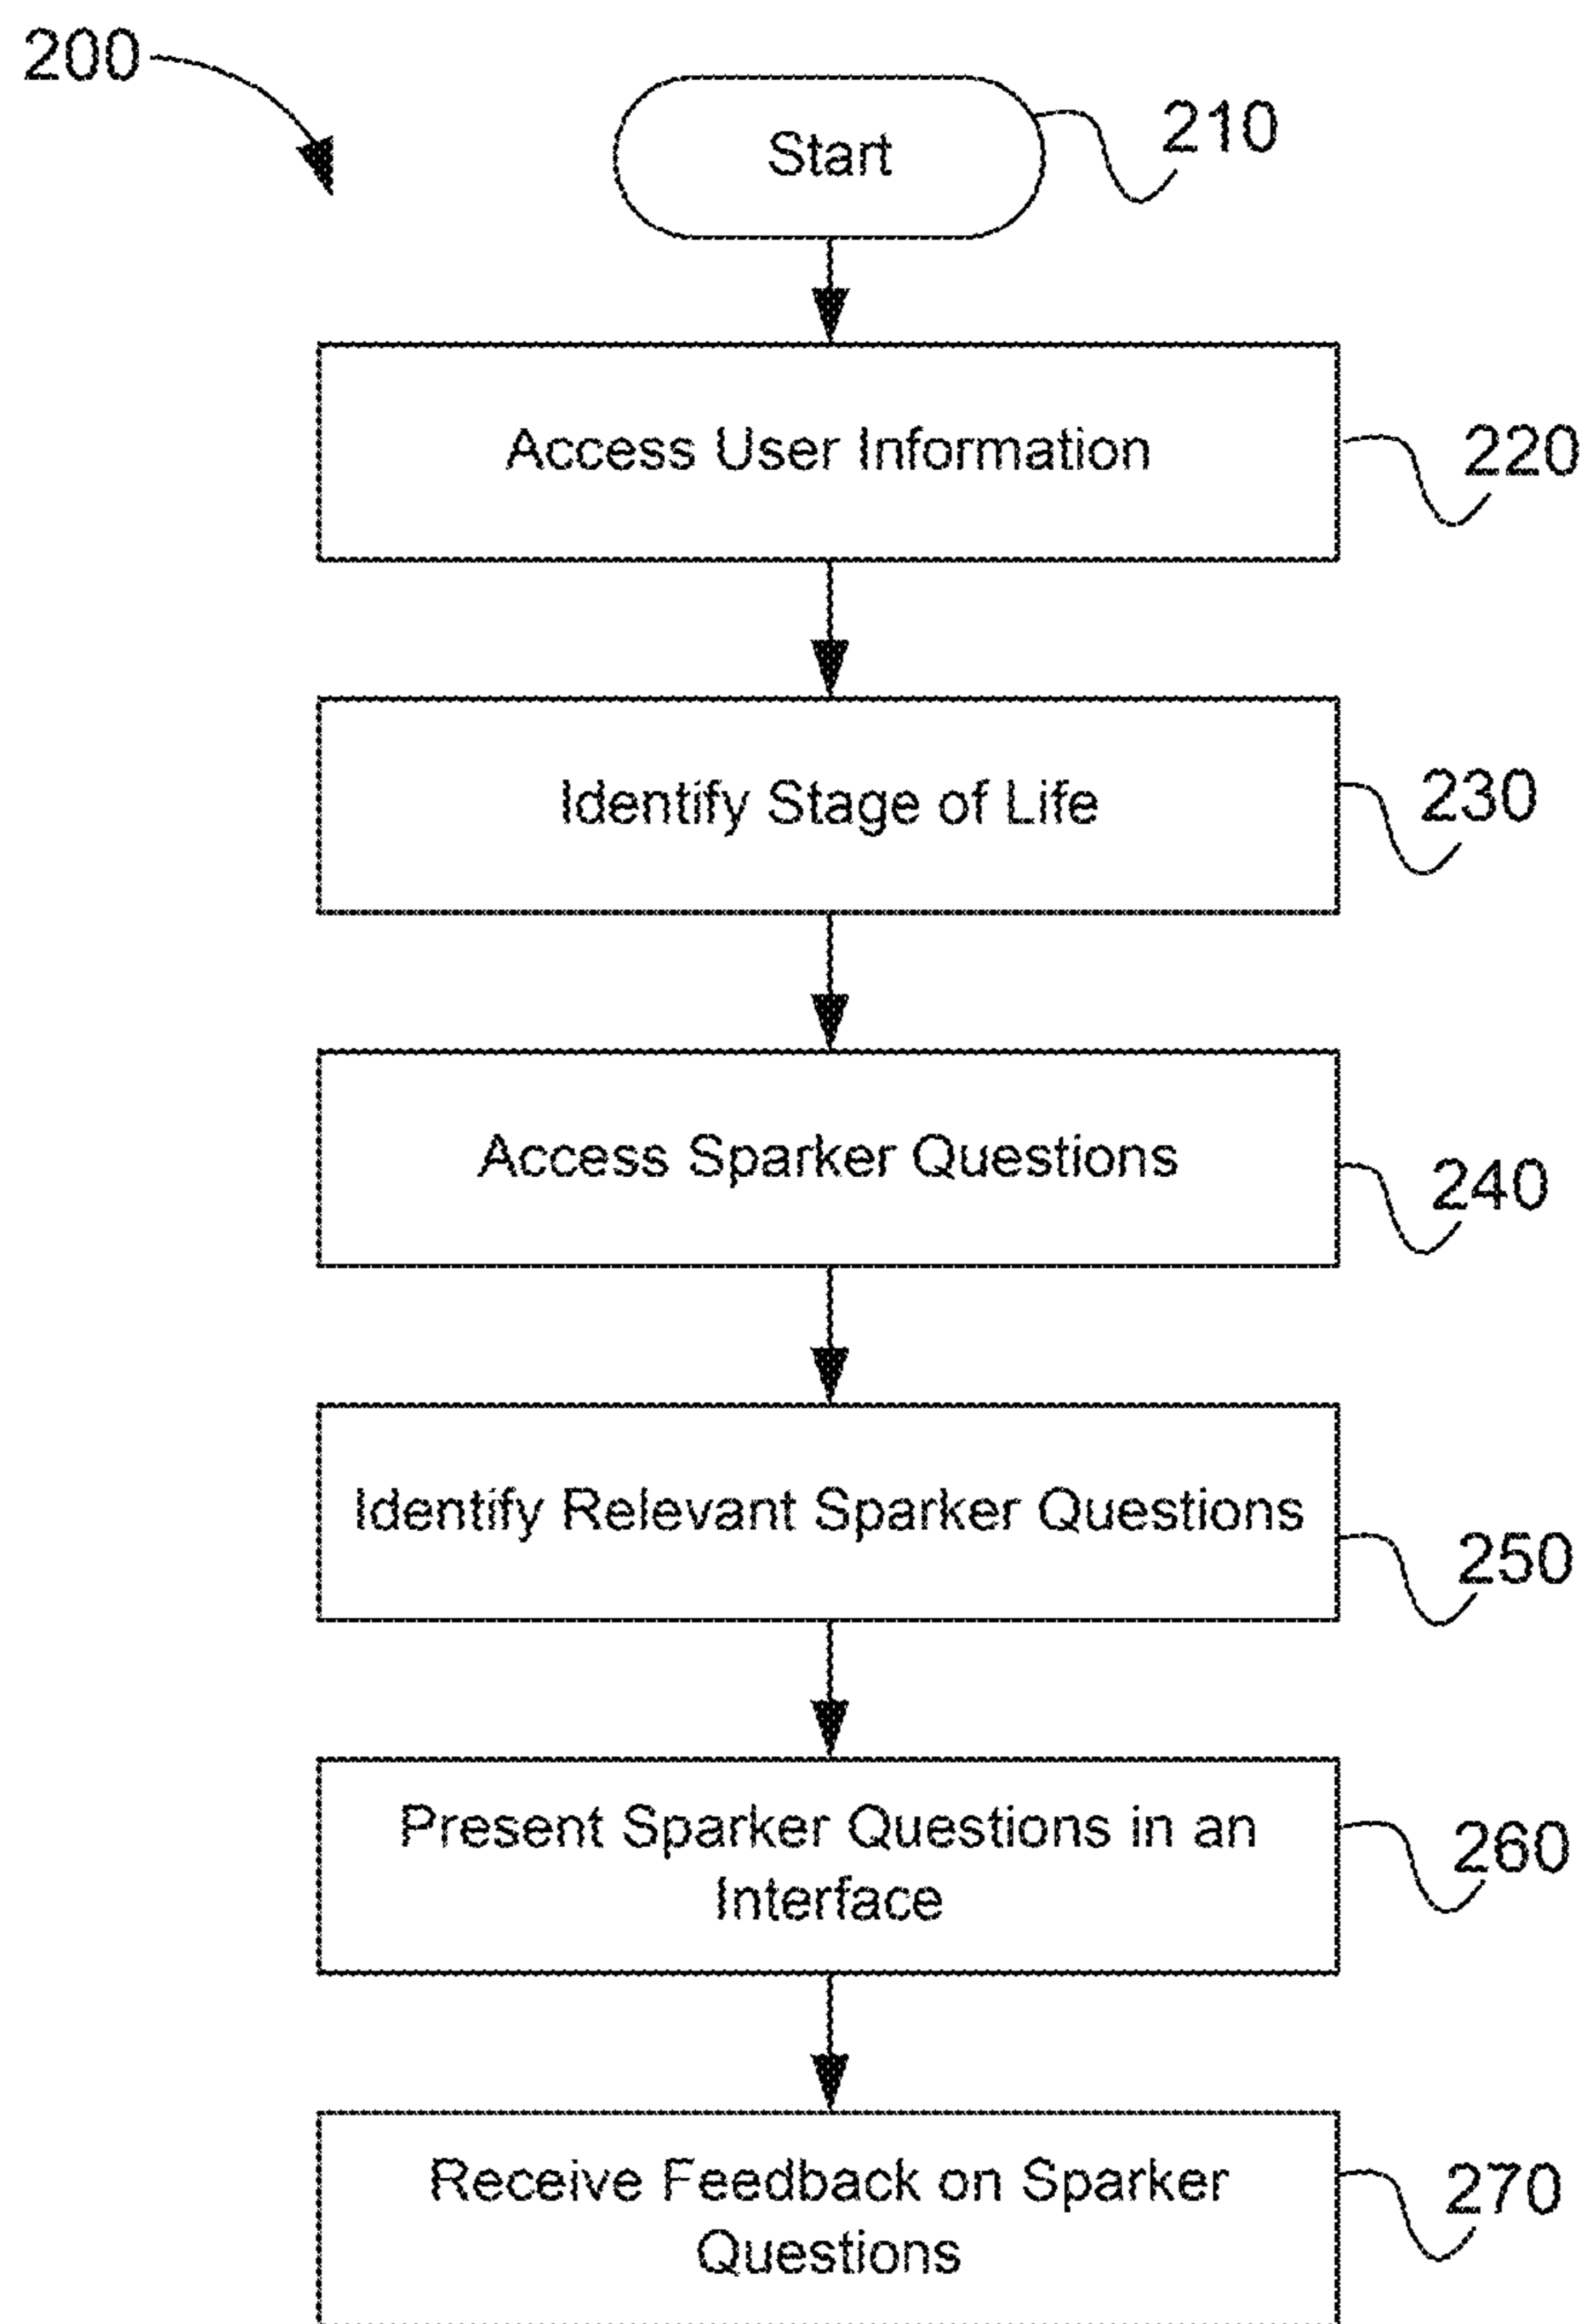 200
Start
210
Access User Information
220
Identify Stage of Life
230
Access Sparker Questions
240
Identify Relevant Sparker Questions
250
Present Sparker Questions in an
Interface
260
Receive Feedback on Sparker
Questions
270